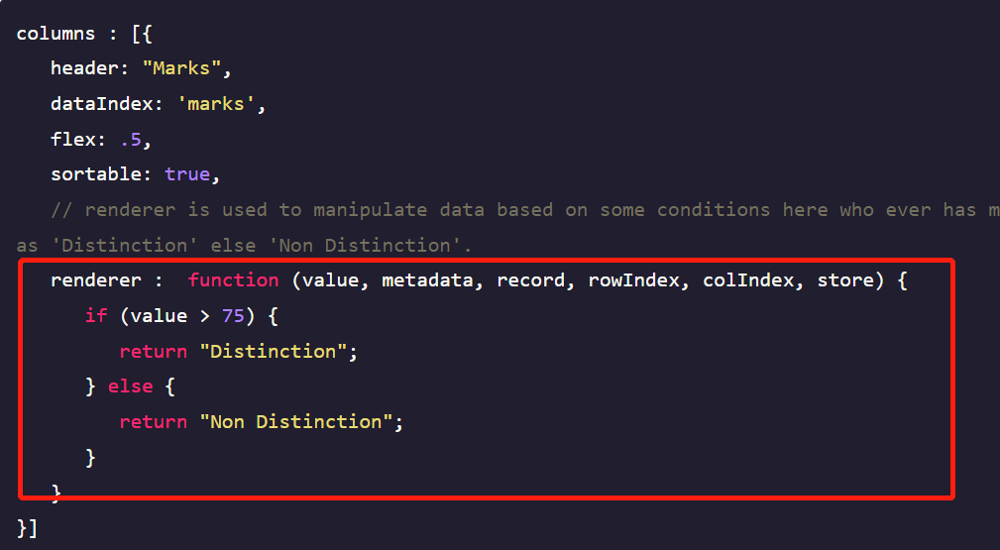 columns : [{
header: "Marks",
dataIndex: 'marks',
flex: .5,
sortable: true,
// renderer is used to manipulate data based on some conditions here who ever has
as 'Distinction' else 'Non Distinction'.
renderer :  function (value, metadata, record, rowIndex, colIndex, store) {
if (value > 75) {
return "Distinction";
} else {
return "Non Distinction";
}
}
}]